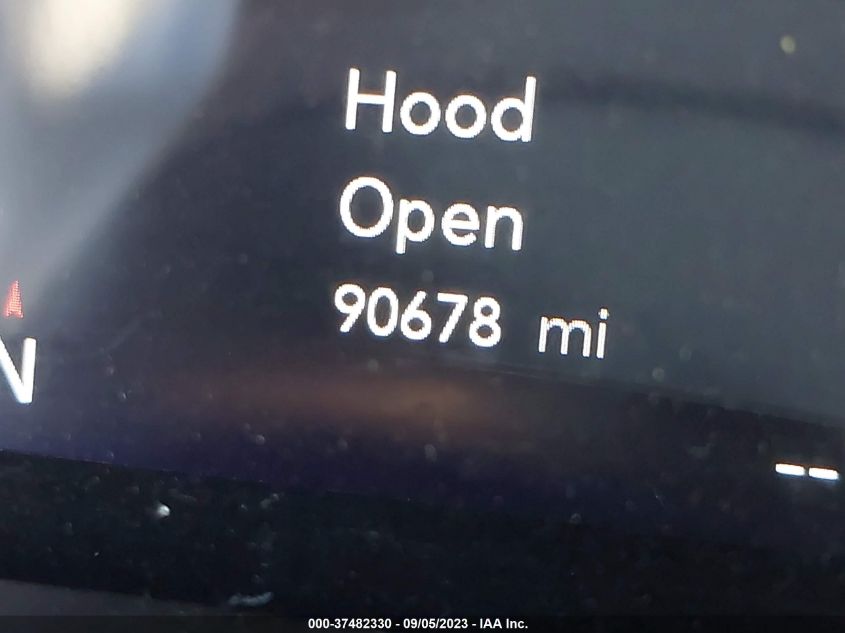 Hood
Open
90678 mi
N
--
000-37482330 - 09/05/2023 - IAA Inc.